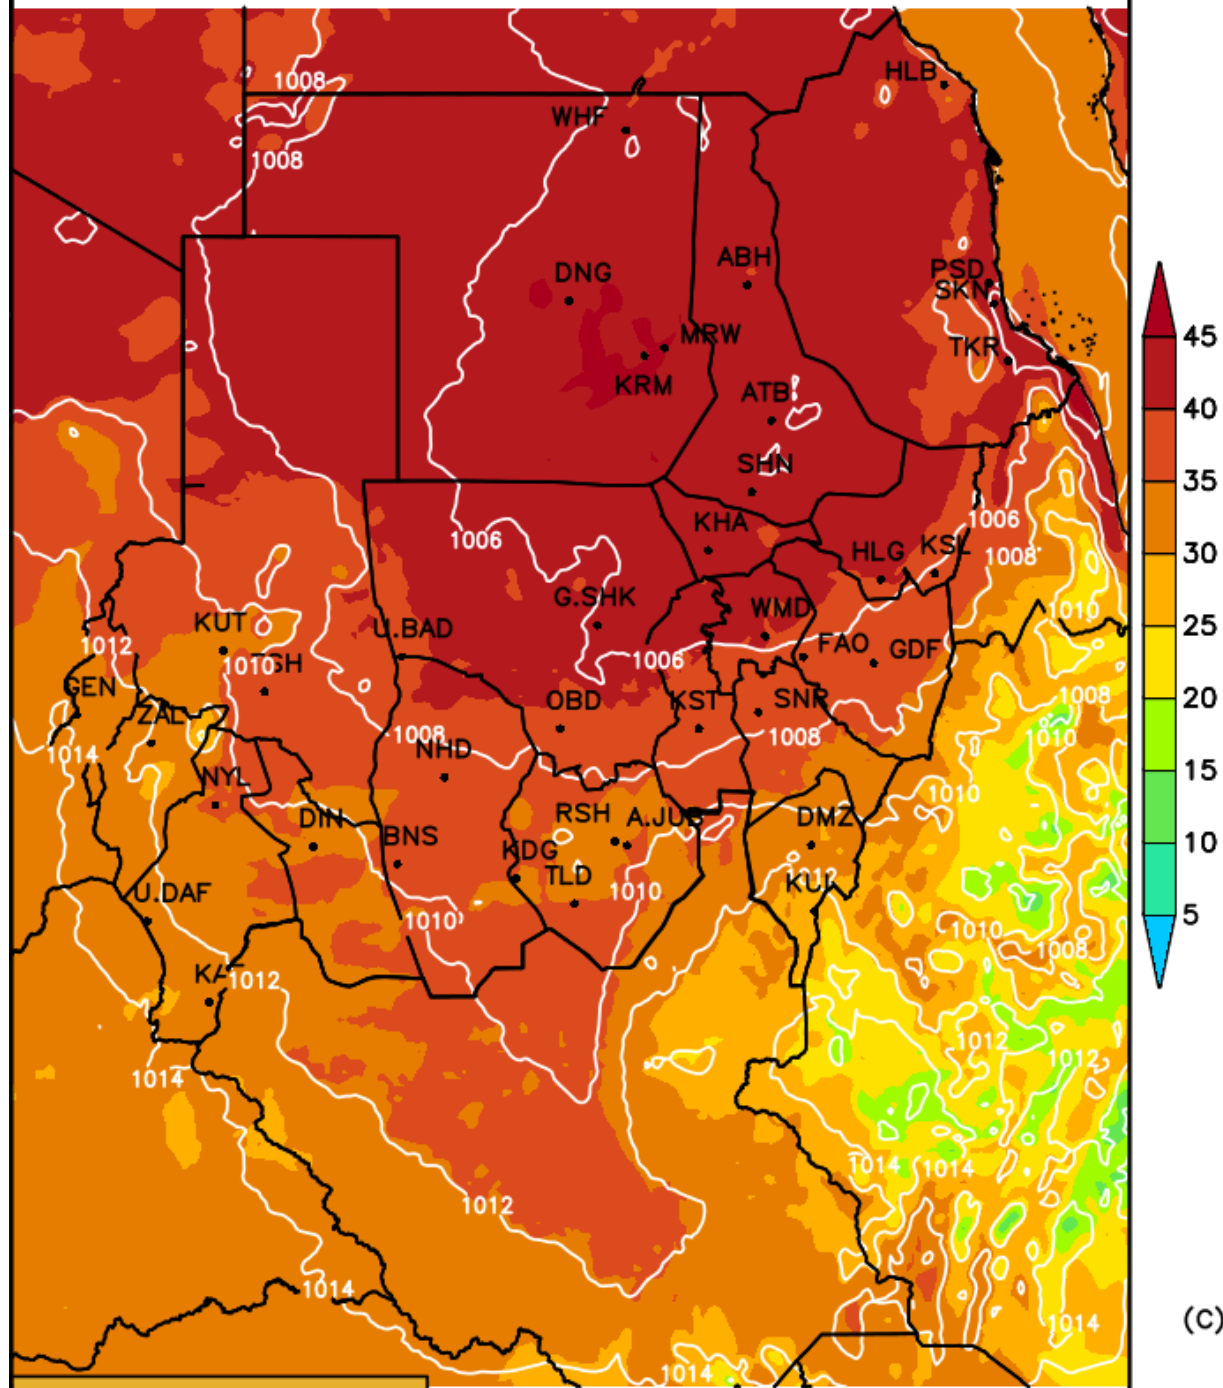 HLB
1008
WHF
1008
ABH
DNG
PSD
SKN
45
MRW
TKR
KRM
ATB
40
SHN
35
1006
KHA
1006
HLG
KSL
1008
30
G.SHK
WMD
1010
KUT
U.BAD
25
1012
FAO
GDF
1010
1006
GEN
OBD
KST
SNR
1008
20
ZAL
1008
1008
1010
NHD
1014
NYL
15
1010
DIN
RSH
A.JUB
DMZ
BNS
10
KDG
TLD
1012
U.DAF
1010
5
1010
1010
1008
1012
1012
1012
1014
1014
1014
1012
1014
1014
(C)
1014